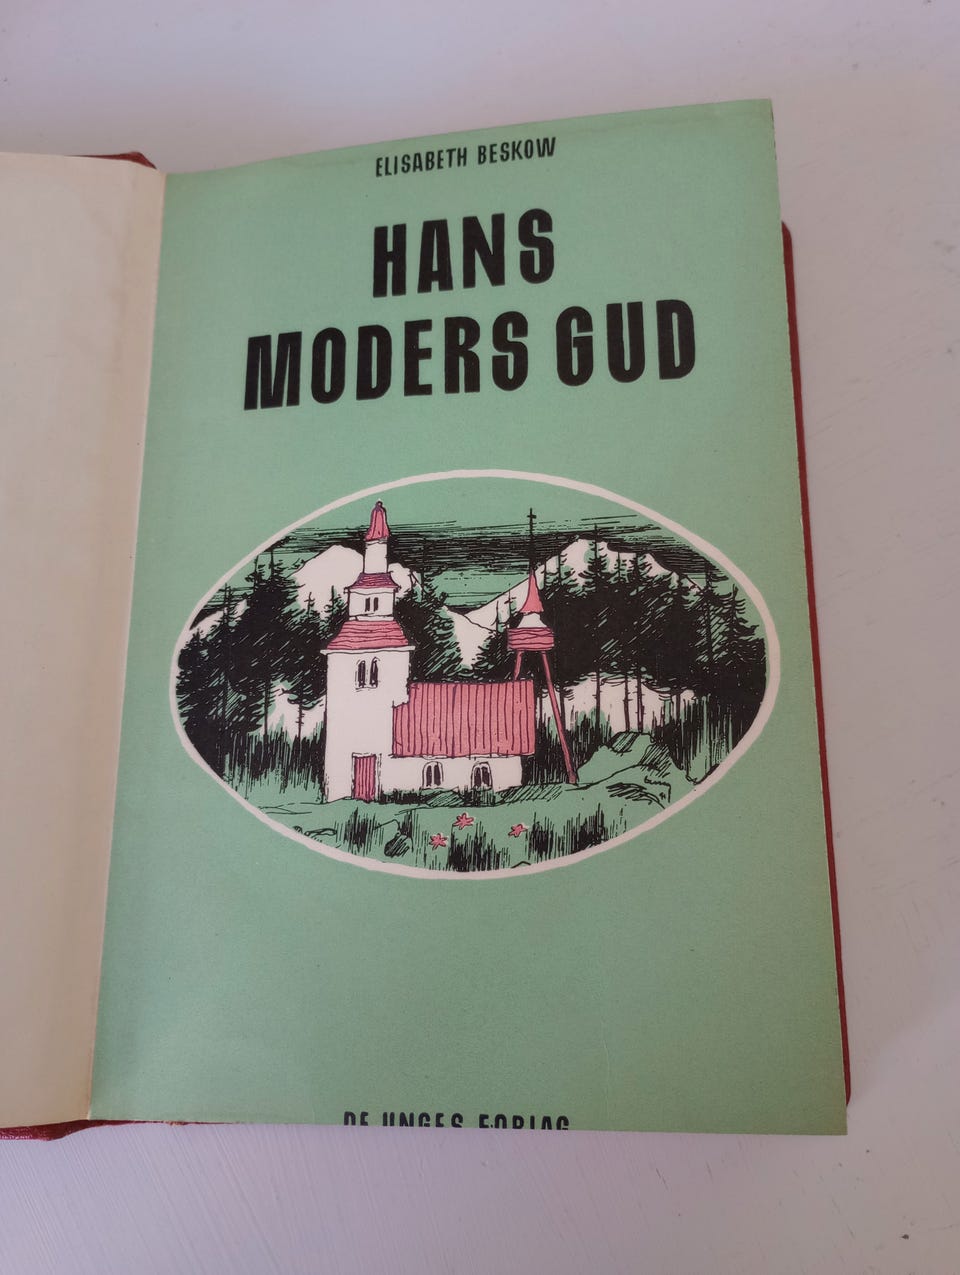 ELISABETH BESKOW
HANS
MODERS GUD
DE UNGES FORLAG